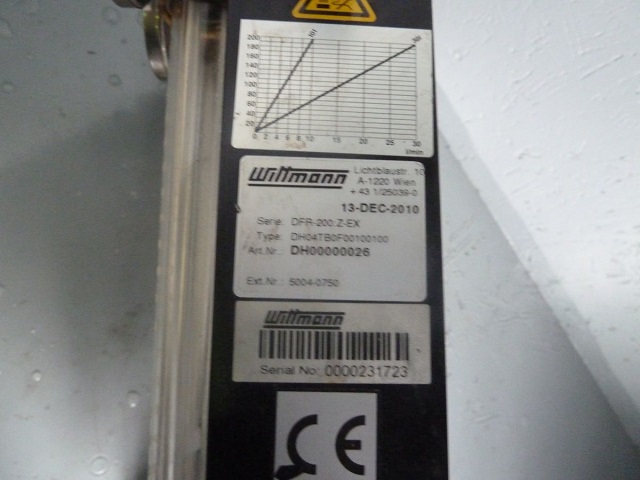 200
180
160
140
120
100
80
60
40
20
0 2 4 6 8 10 15 20 25 30
l/min
Wittmann
Lichtblaustr. 10
A-1220 Wien
+43 1/25039-0
13-DEC-2010
Serie: DFR-200.Z-EX
Type: DH04TB0F00100100
Art.Nr.: DH00000026
Ext.Nr.: 5004-0750
Wittmann
Serial No: 0000231723
CE